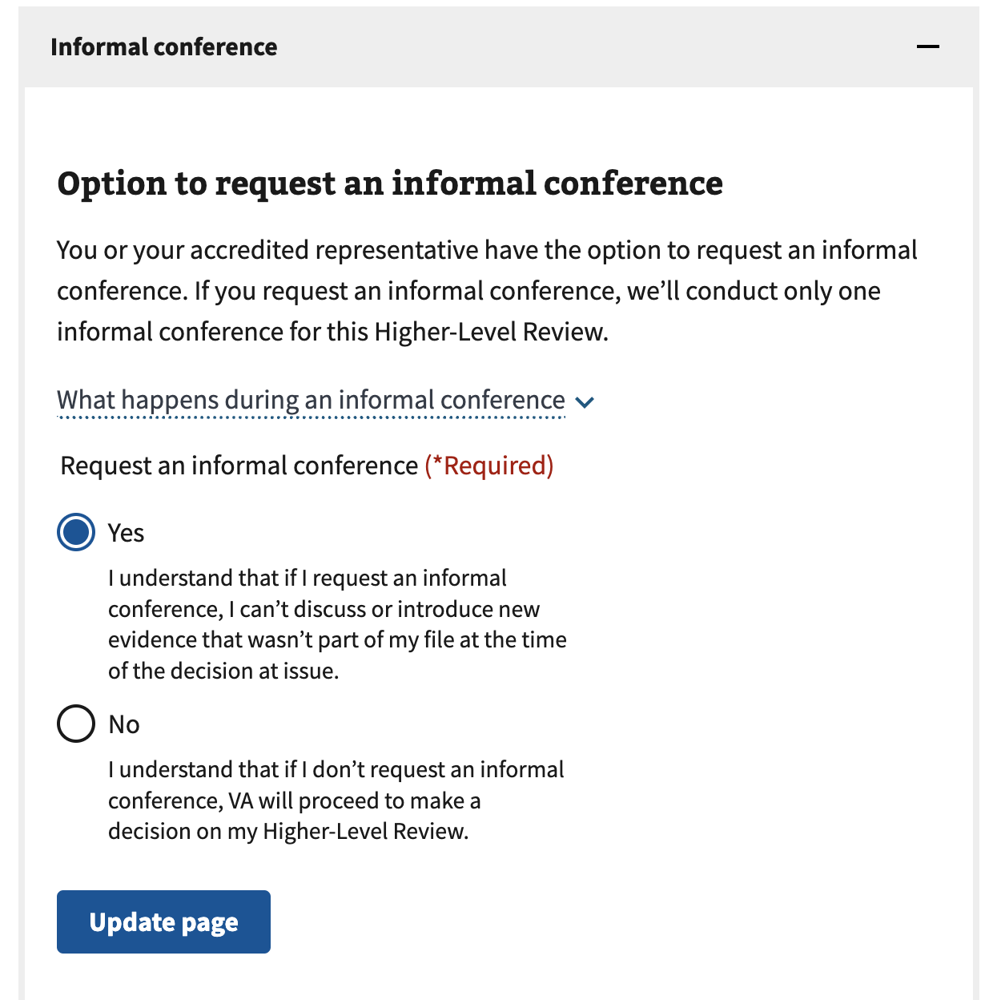 Informal conference
Option to request an informal conference
You or your accredited representative have the option to request an informal
conference. If you request an informal conference, we’ll conduct only one
informal conference for this Higher-Level Review.
What happens during an informal conference
Request an informal conference (*Required)
Yes
I understand that if I request an informal
conference, I can’t discuss or introduce new
evidence that wasn’t part of my file at the time
of the decision at issue.
No
I understand that if I don’t request an informal
conference, VA will proceed to make a
decision on my Higher-Level Review.
Update page